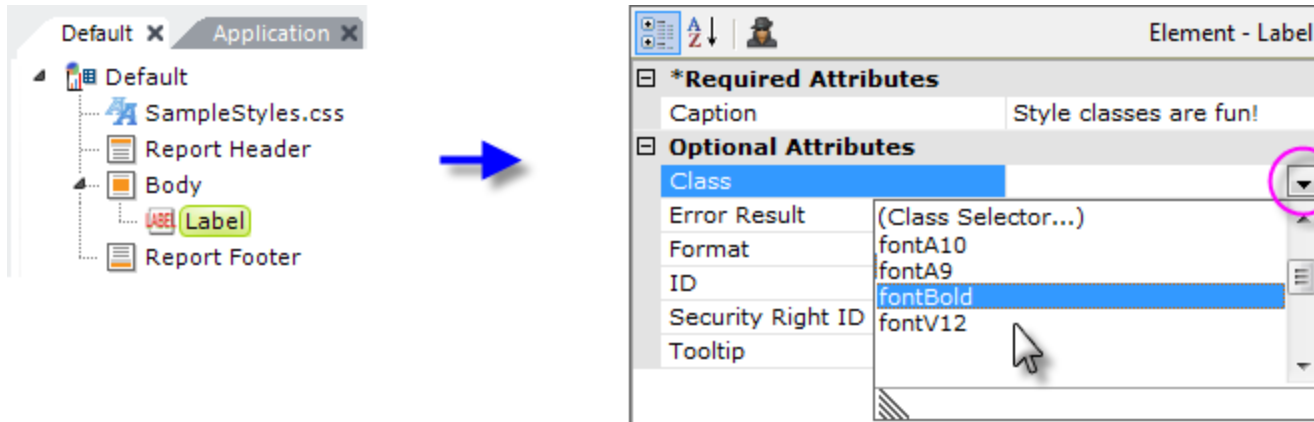 Default Application
Default
SampleStyles.css
Report Header
Body
LABEL Label
Report Footer
A Z Element - Label
*Required Attributes
Caption Style classes are fun!
Optional Attributes
Class
Error Result
Format
ID
Security Right ID
Tooltip
(Class Selector...)
fontA10
fontA9
fontBold
fontV12